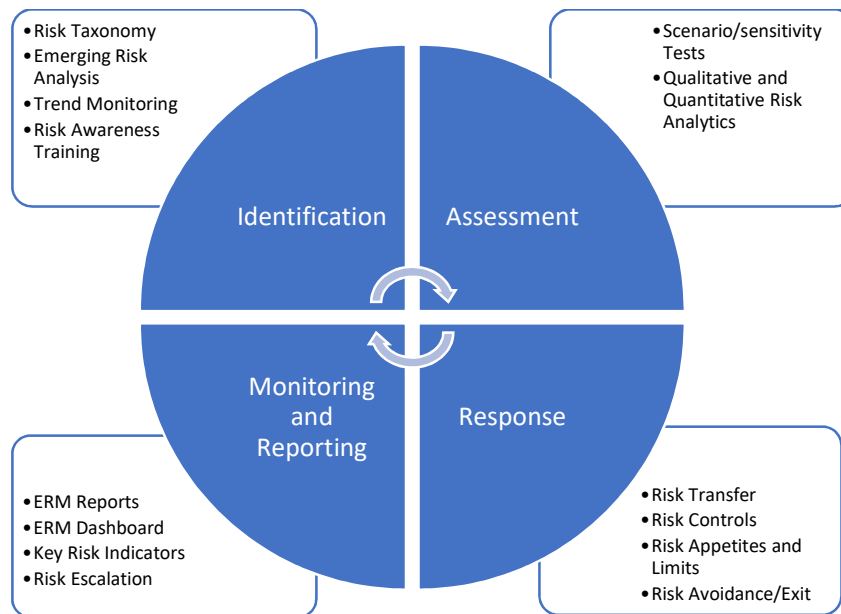 •Risk Taxonomy
•Emerging Risk
Analysis
•Trend Monitoring
•Risk Awareness
Training
•Scenario/sensitivity
Tests
•Qualitative and
Quantitative Risk
Analytics
Identification
Assessment
Monitoring
and
Reporting
Response
•ERM Reports
•ERM Dashboard
•Key Risk Indicators
•Risk Escalation
•Risk Transfer
•Risk Controls
•Risk Appetites and
Limits
•Risk Avoidance/Exit